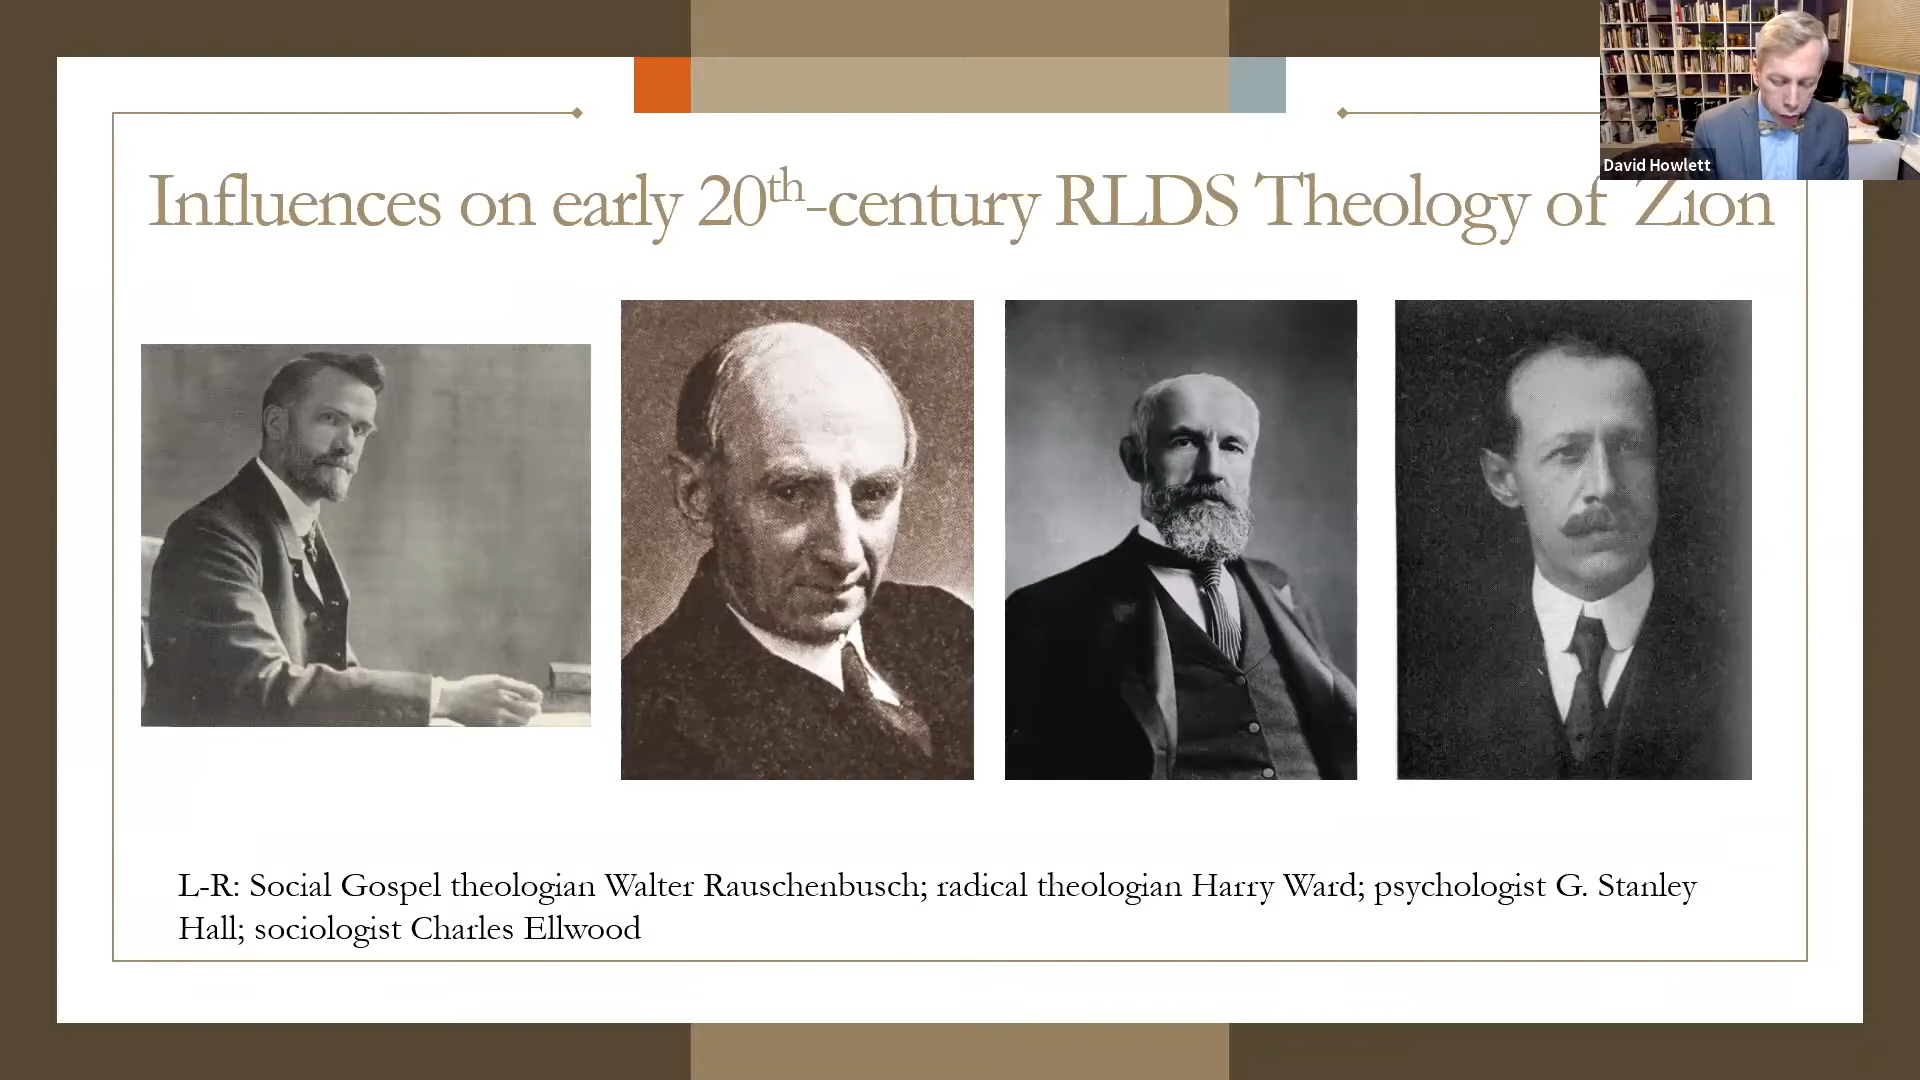 David Howlett
Influences on early 20th-century RLDS Theology of Zion
L-R: Social Gospel theologian Walter Rauschenbusch; radical theologian Harry Ward; psychologist G. Stanley
Hall; sociologist Charles Ellwood